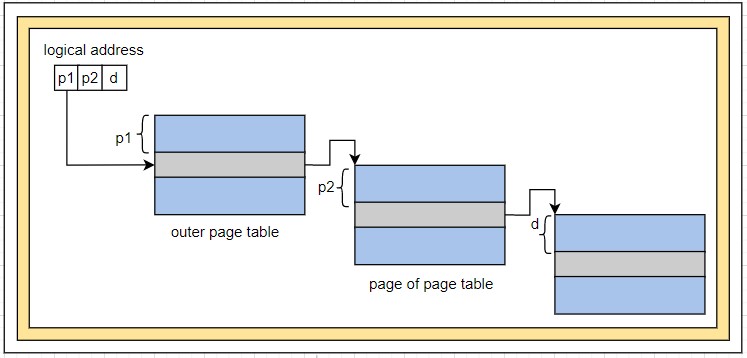 logical address
p1 p2 d
p1
outer page table
p2
page of page table
d